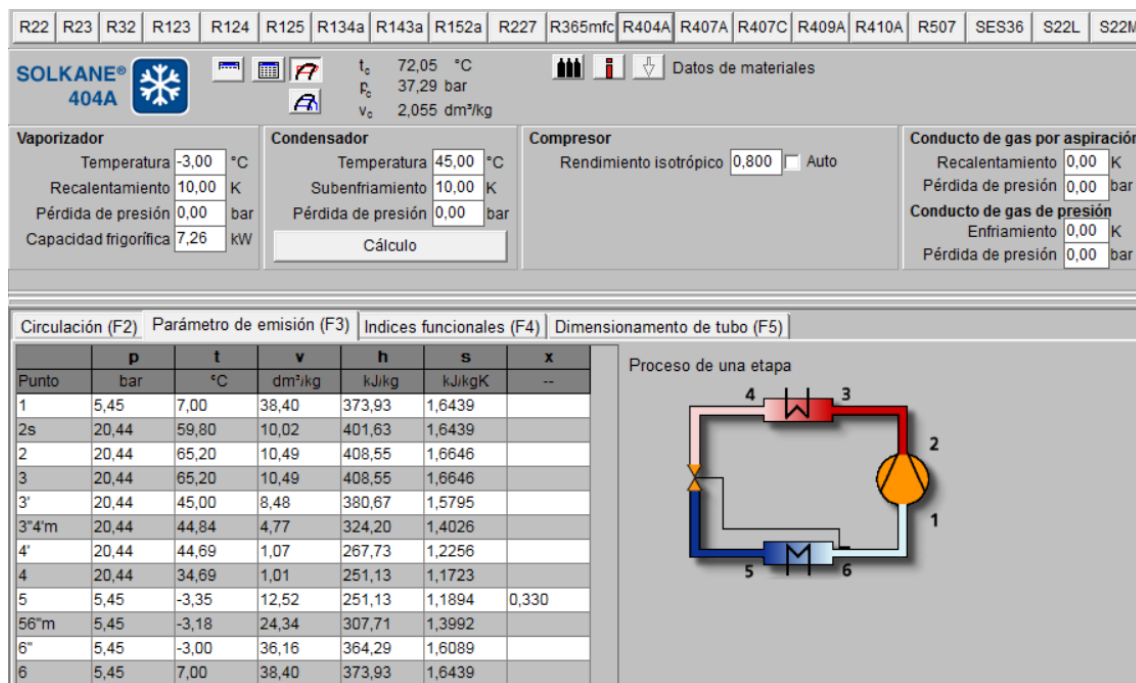 R22 R23 R32 R123 R124 R125 R134a R143a R152a R227 R365mfc R404A R407A R407C R409A R410A R507 SES36 S22L S22M
SOLKANE®
404A
tc 72,05 °C
pc 37,29 bar
vc 2,055 dm³/kg
Datos de materiales
Vaporizador
Temperatura -3,00 °C
Recalentamiento 10,00 K
Pérdida de presión 0,00 bar
Capacidad frigorífica 7,26 kW
Condensador
Temperatura 45,00 °C
Subenfriamiento 10,00 K
Pérdida de presión 0,00 bar
Cálculo
Compresor
Rendimiento isotrópico 0,800 Auto
Conducto de gas por aspiración
Recalentamiento 0,00 K
Pérdida de presión 0,00 bar
Conducto de gas de presión
Enfriamiento 0,00 K
Pérdida de presión 0,00 bar
Circulación (F2) Parámetro de emisión (F3) Indices funcionales (F4) Dimensionamento de tubo (F5)
p t v h s x
Punto bar °C dm³/kg kJ/kg kJ/kgK --
1 5,45 7,00 38,40 373,93 1,6439
2s 20,44 59,80 10,02 401,63 1,6439
2 20,44 65,20 10,49 408,55 1,6646
3 20,44 65,20 10,49 408,55 1,6646
3' 20,44 45,00 8,48 380,67 1,5795
3"4'm 20,44 44,84 4,77 324,20 1,4026
4' 20,44 44,69 1,07 267,73 1,2256
4 20,44 34,69 1,01 251,13 1,1723
5 5,45 -3,35 12,52 251,13 1,1894 0,330
56"m 5,45 -3,18 24,34 307,71 1,3992
6" 5,45 -3,00 36,16 364,29 1,6089
6 5,45 7,00 38,40 373,93 1,6439
Proceso de una etapa
4 3
2
1
5 6